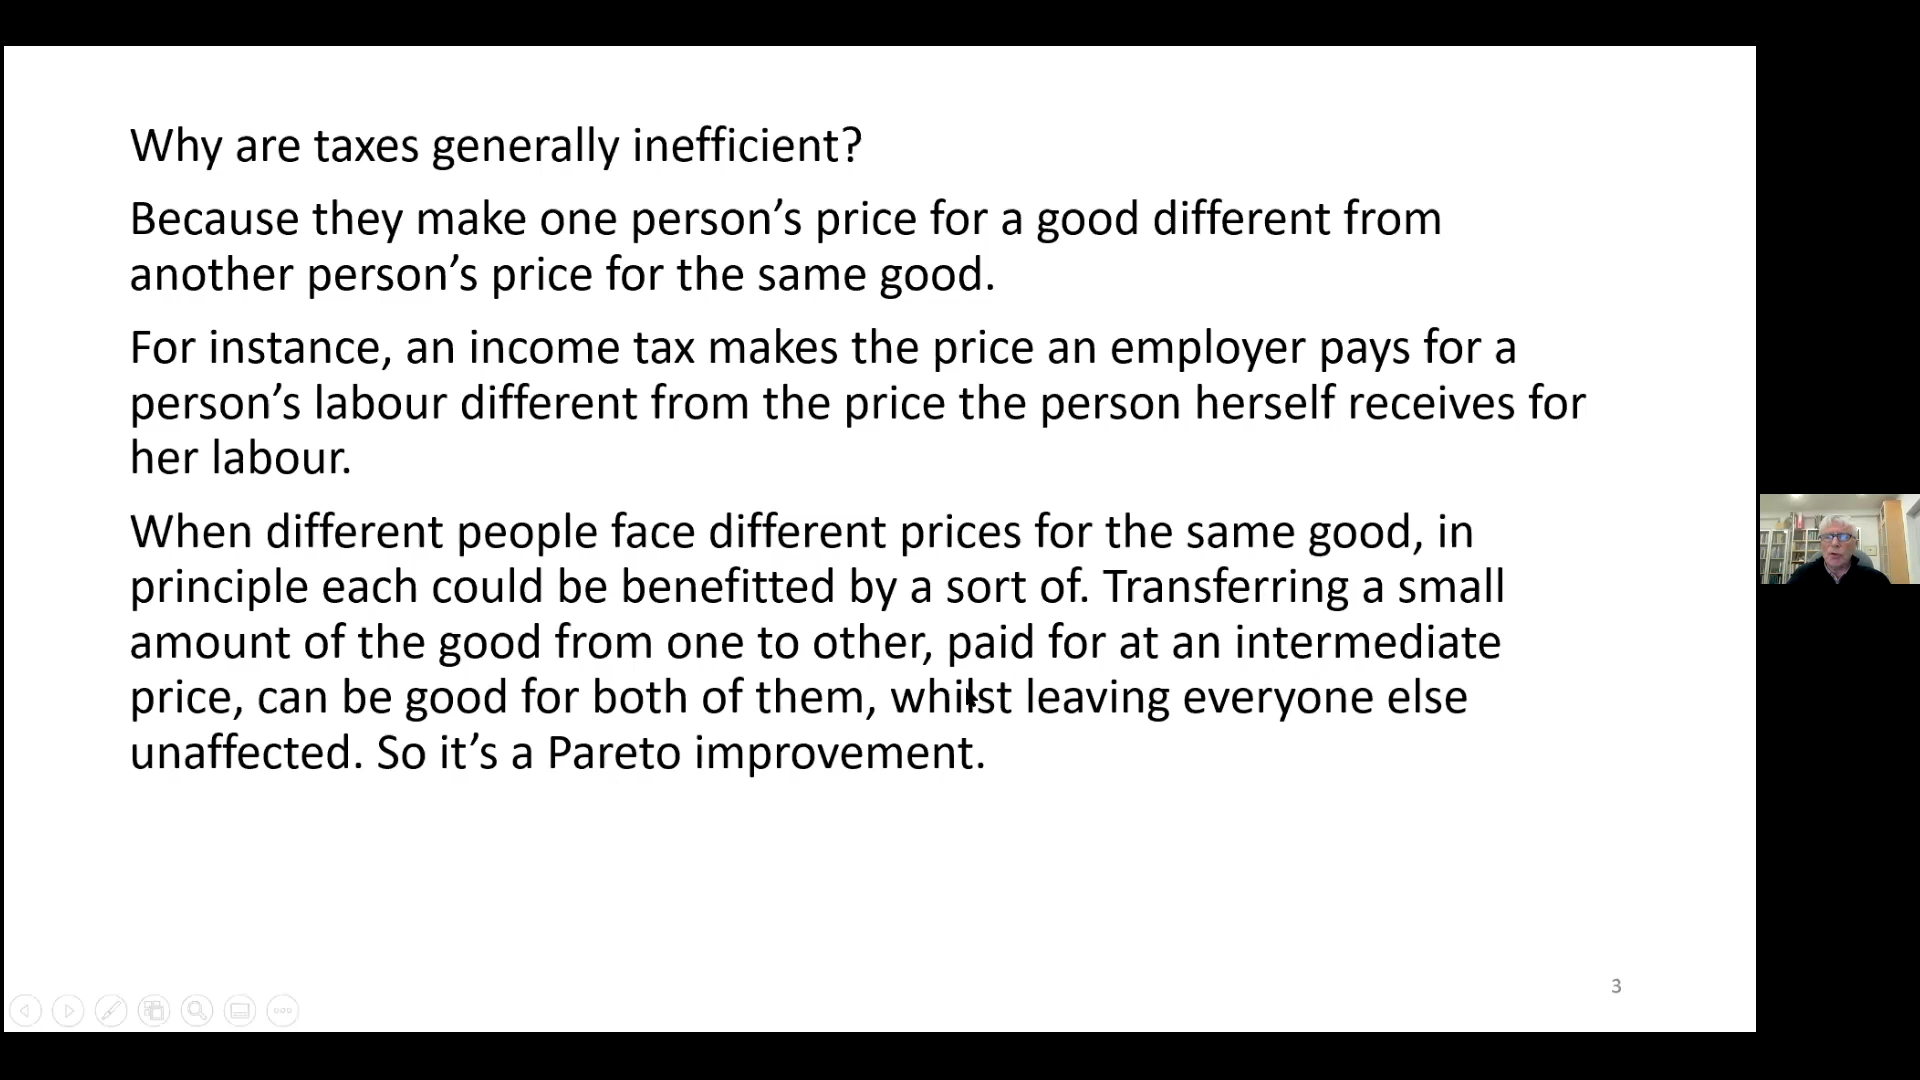 Why are taxes generally inefficient?
Because they make one person’s price for a good different from
another person’s price for the same good.
For instance, an income tax makes the price an employer pays for a
person’s labour different from the price the person herself receives for
her labour.
When different people face different prices for the same good, in
principle each could be benefitted by a sort of. Transferring a small
amount of the good from one to other, paid for at an intermediate
price, can be good for both of them, whilst leaving everyone else
unaffected. So it’s a Pareto improvement.
3